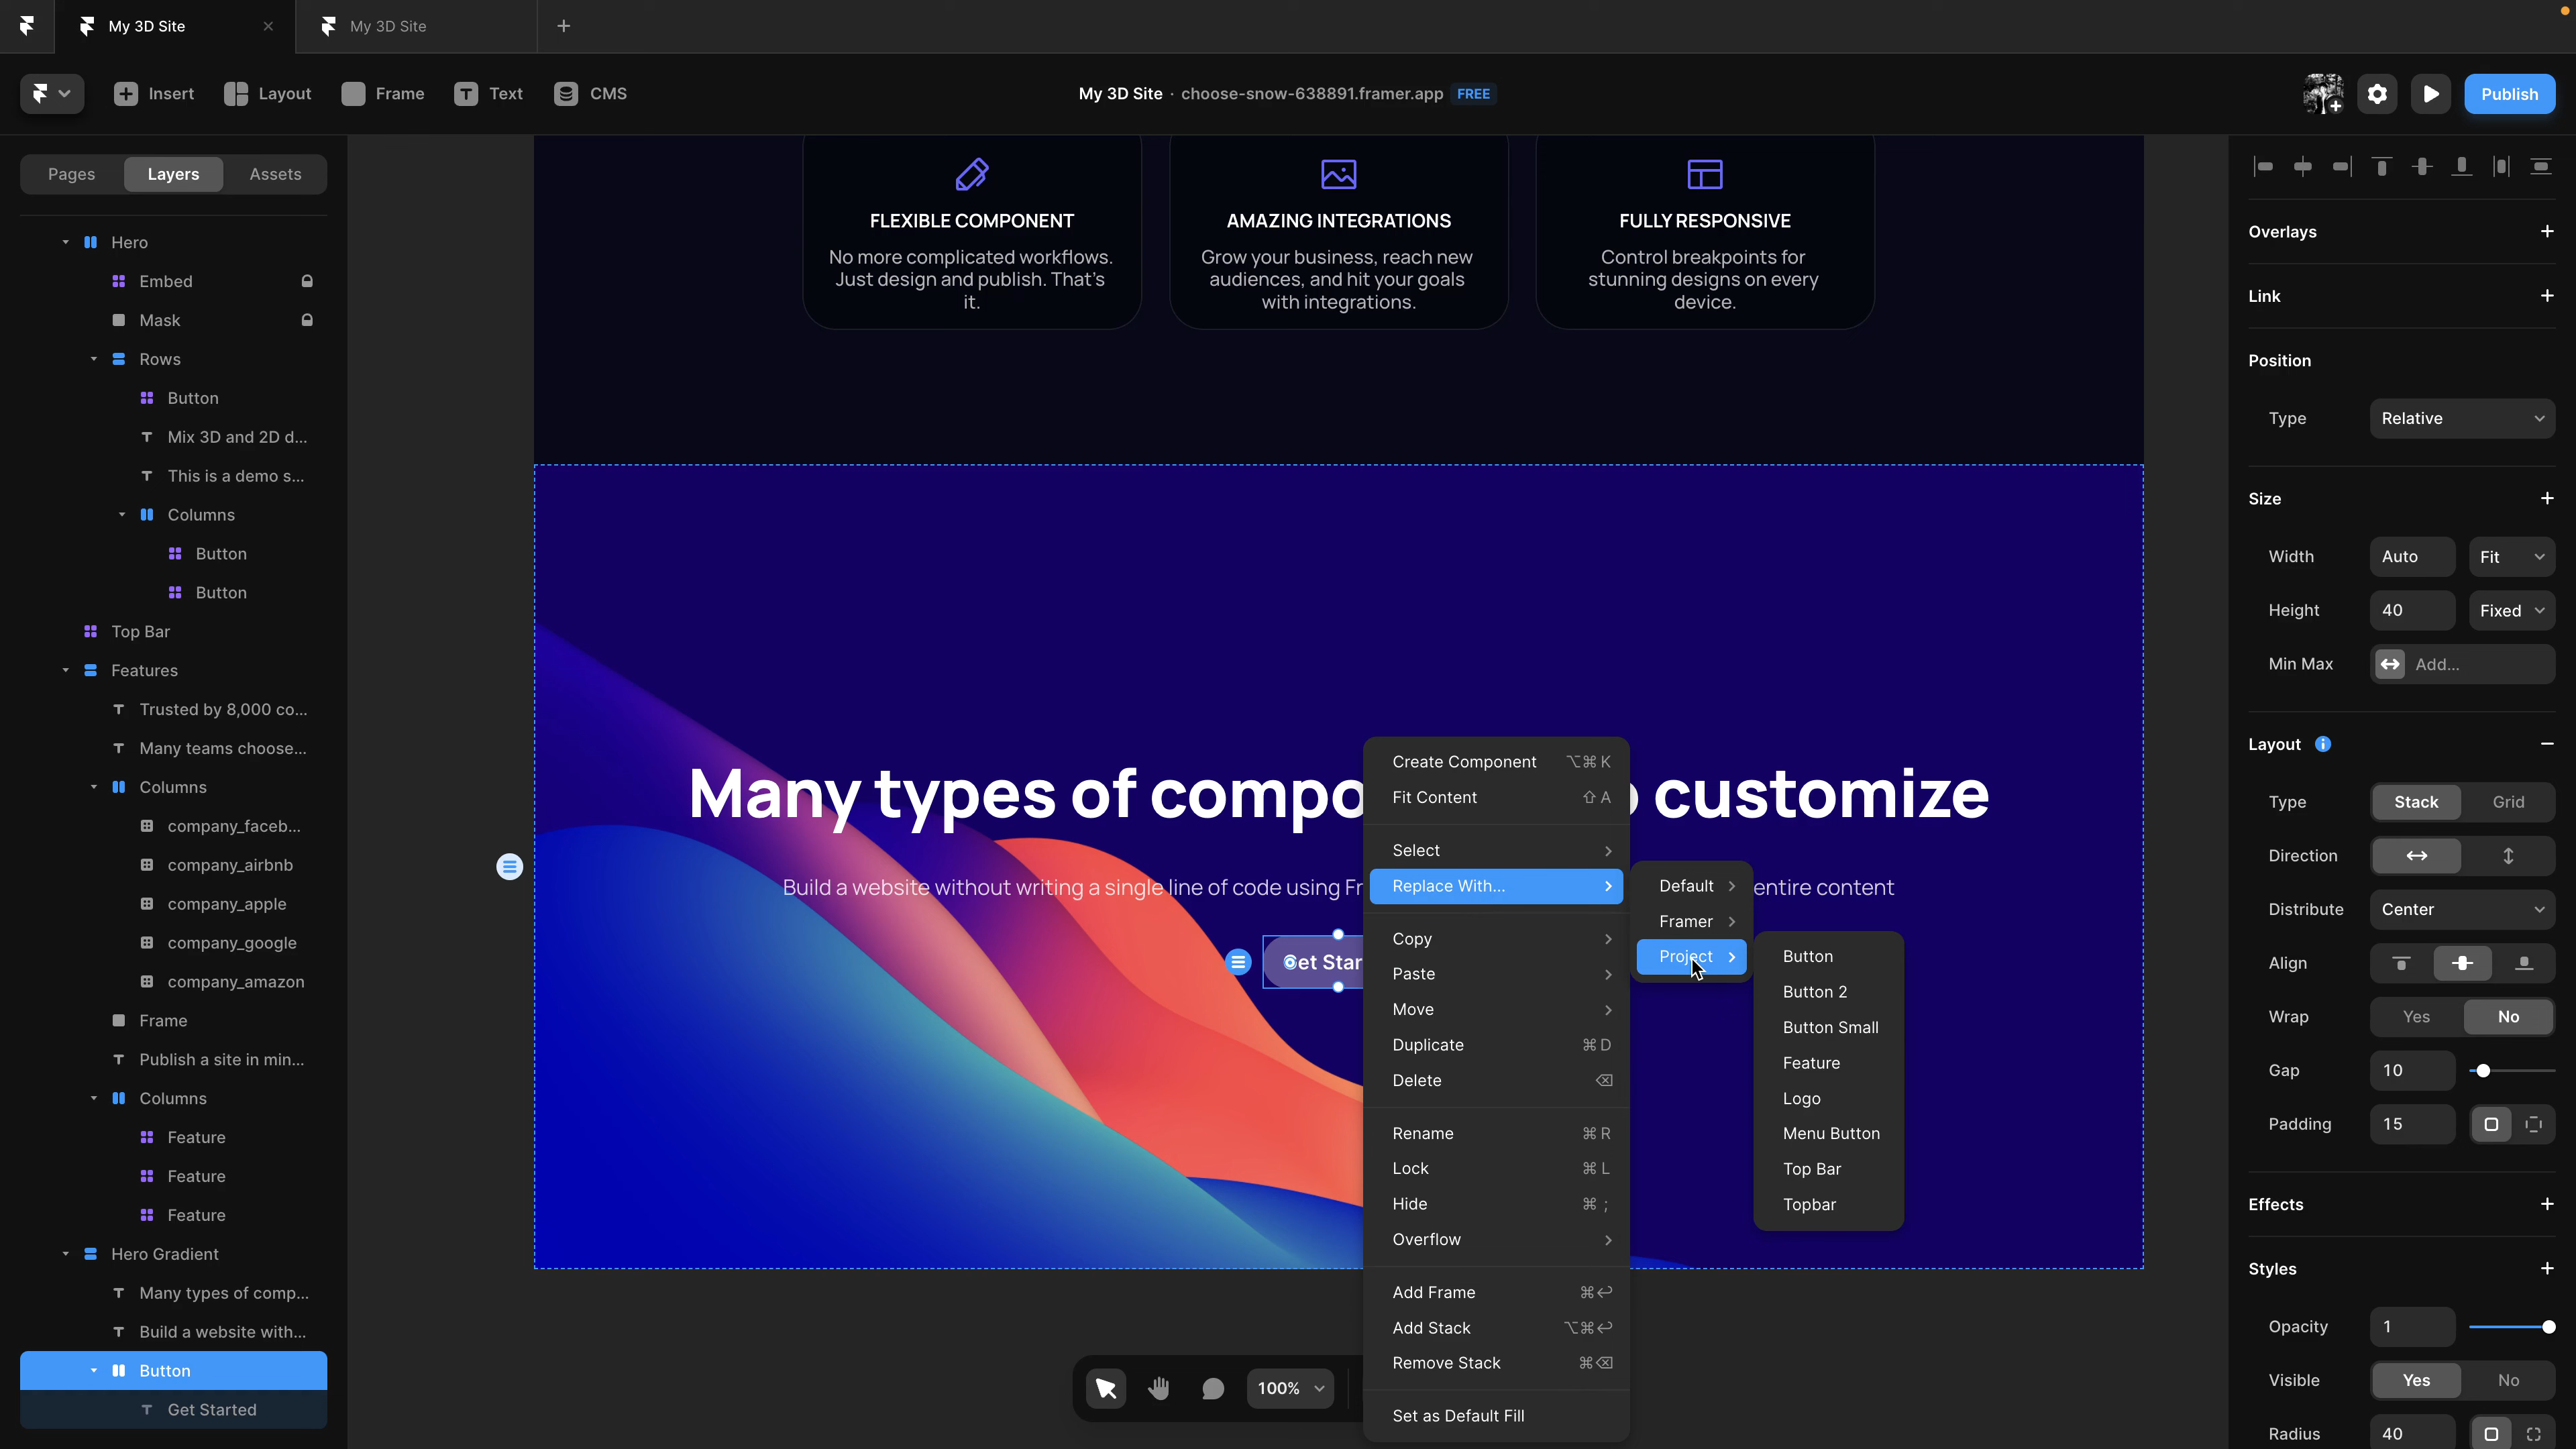 My 3D Site
My 3D Site
Insert
Layout
Frame
Text
CMS
My 3D Site · choose-snow-638891.framer.app FREE
Publish
Pages
Layers
Assets
Hero
Embed
Mask
Rows
Button
Mix 3D and 2D d...
This is a demo s...
Columns
Button
Button
Top Bar
Features
Trusted by 8,000 co...
Many teams choose...
Columns
company_faceb...
company_airbnb
company_apple
company_google
company_amazon
Frame
Publish a site in min...
Columns
Feature
Feature
Feature
Hero Gradient
Many types of comp...
Build a website with...
Button
Get Started
FLEXIBLE COMPONENT
No more complicated workflows.
Just design and publish. That's
it.
AMAZING INTEGRATIONS
Grow your business, reach new
audiences, and hit your goals
with integrations.
FULLY RESPONSIVE
Control breakpoints for
stunning designs on every
device.
Many types of compo customize
Build a website without writing a single line of code using Fr entire content
Get Star
Create Component ⌥⌘K
Fit Content ⇧A
Select
Replace With...
Copy
Paste
Move
Duplicate ⌘D
Delete ⌫
Rename ⌘R
Lock ⌘L
Hide ⌘;
Overflow
Add Frame ⌘↩
Add Stack ⌥⌘↩
Remove Stack ⌘⌫
Set as Default Fill
Default
Framer
Project
Button
Button 2
Button Small
Feature
Logo
Menu Button
Top Bar
Topbar
100%
Overlays
Link
Position
Type Relative
Size
Width Auto Fit
Height 40 Fixed
Min Max Add...
Layout
Type Stack Grid
Direction
Distribute Center
Align
Wrap Yes No
Gap 10
Padding 15
Effects
Styles
Opacity 1
Visible Yes No
Radius 40